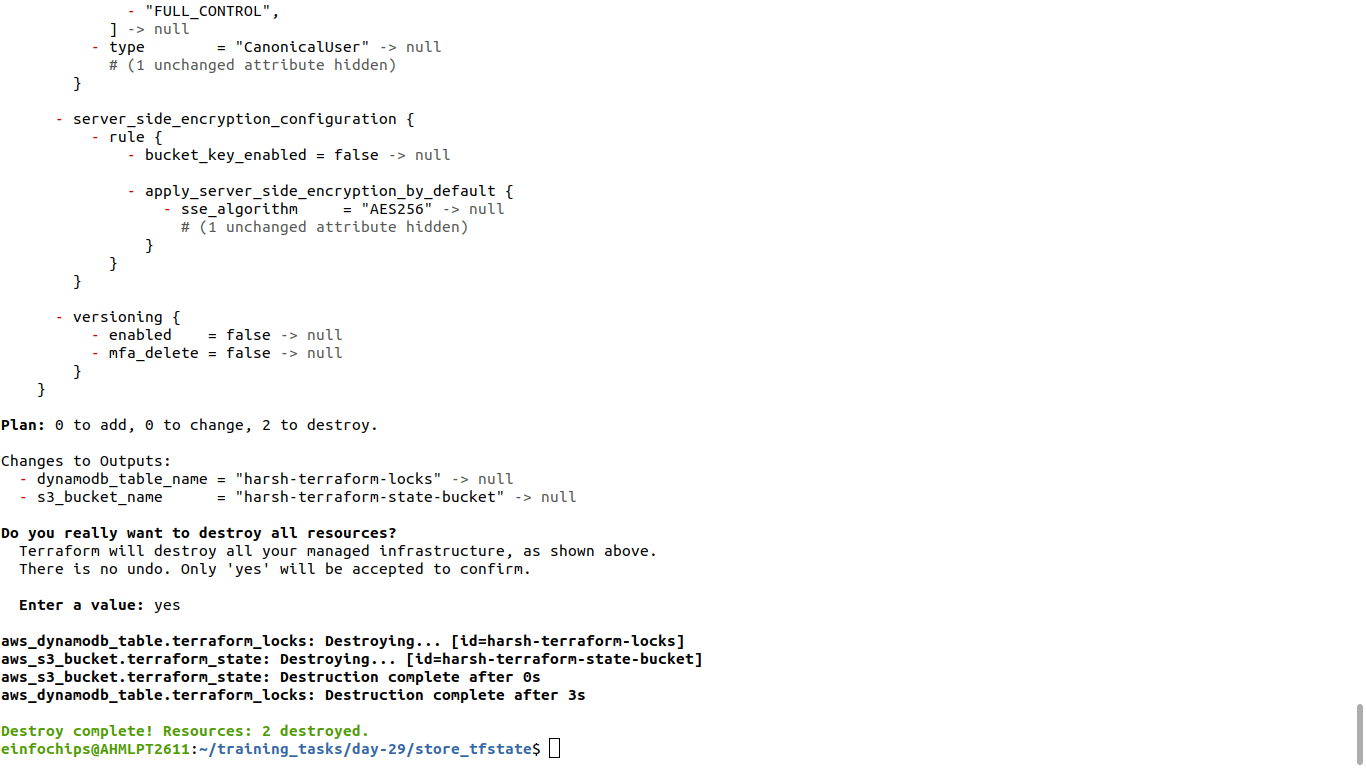 - "FULL_CONTROL",
            ] -> null
          - type        = "CanonicalUser" -> null
            # (1 unchanged attribute hidden)
        }

      - server_side_encryption_configuration {
          - rule {
              - bucket_key_enabled = false -> null

              - apply_server_side_encryption_by_default {
                  - sse_algorithm     = "AES256" -> null
                    # (1 unchanged attribute hidden)
                }
            }
        }

      - versioning {
          - enabled    = false -> null
          - mfa_delete = false -> null
        }
    }

Plan: 0 to add, 0 to change, 2 to destroy.

Changes to Outputs:
  - dynamodb_table_name = "harsh-terraform-locks" -> null
  - s3_bucket_name      = "harsh-terraform-state-bucket" -> null

Do you really want to destroy all resources?
  Terraform will destroy all your managed infrastructure, as shown above.
  There is no undo. Only 'yes' will be accepted to confirm.

  Enter a value: yes

aws_dynamodb_table.terraform_locks: Destroying... [id=harsh-terraform-locks]
aws_s3_bucket.terraform_state: Destroying... [id=harsh-terraform-state-bucket]
aws_s3_bucket.terraform_state: Destruction complete after 0s
aws_dynamodb_table.terraform_locks: Destruction complete after 3s

Destroy complete! Resources: 2 destroyed.
einfochips@AHMLPT2611:~/training_tasks/day-29/store_tfstate$